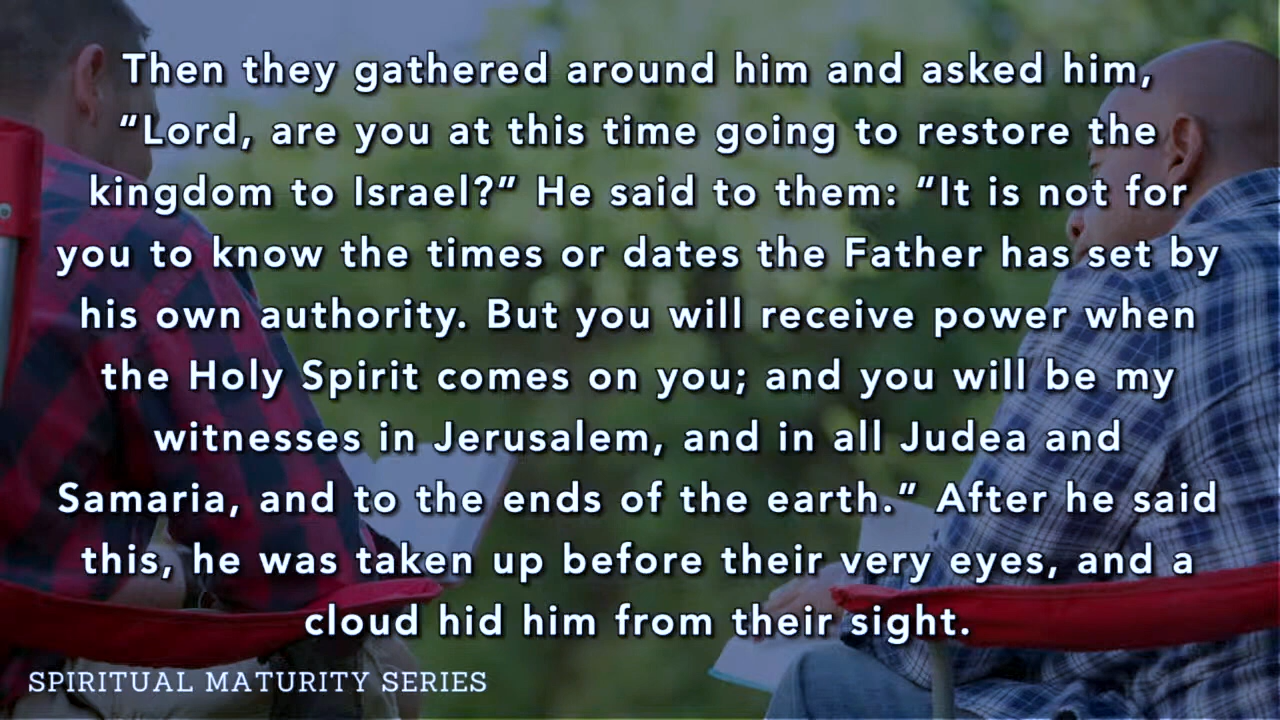 Then they gathered around him and asked him,
“Lord, are you at this time going to restore the
kingdom to Israel?” He said to them: “It is not for
you to know the times or dates the Father has set by
his own authority. But you will receive power when
the Holy Spirit comes on you; and you will be my
witnesses in Jerusalem, and in all Judea and
Samaria, and to the ends of the earth.” After he said
this, he was taken up before their very eyes, and a
cloud hid him from their sight.
SPIRITUAL MATURITY SERIES